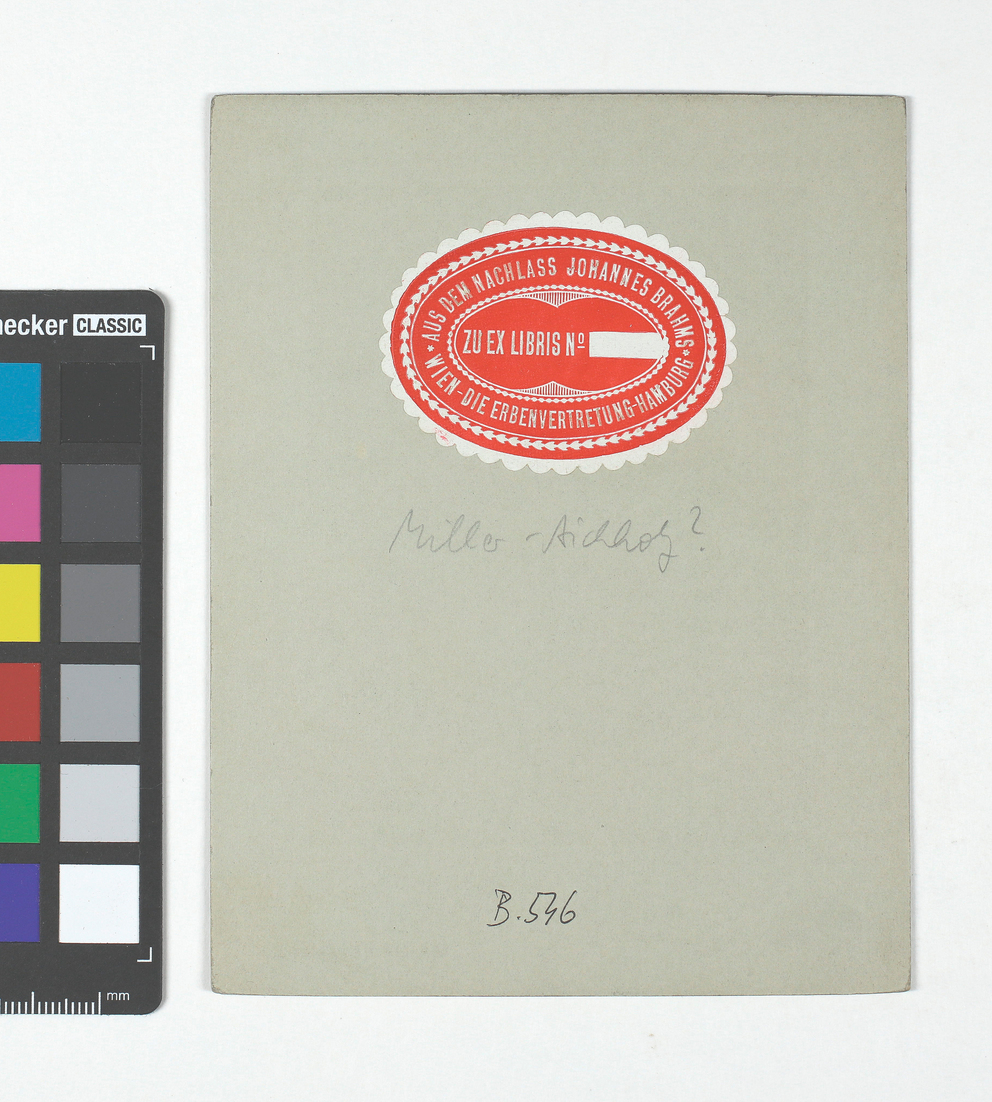 ecker CLASSIC
AUS DEM NACHLASS JOHANNES BRAHMS
ZU EX LIBRIS Nº
WIEN-DIE ERBENVERTRETUNG-HAMBURG
Miller-Aichholz?
B.546
mm